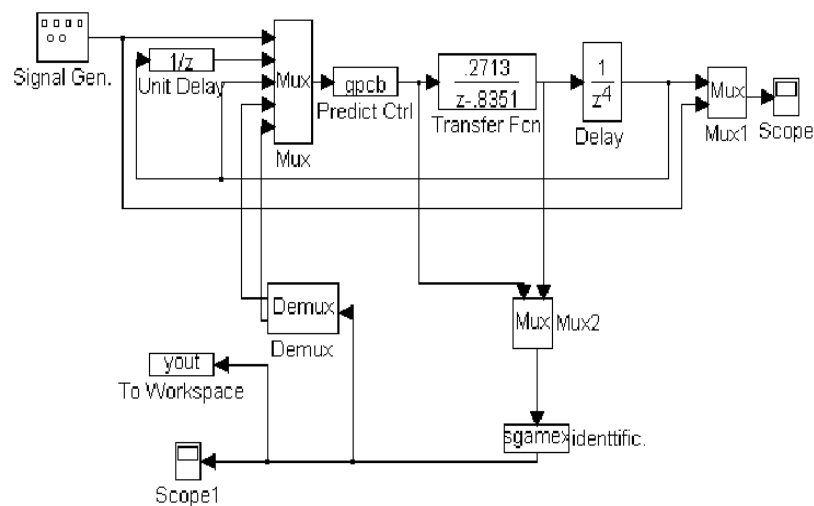 Signal Gen.
1/z
Unit Delay
Mux
Mux
gpcb
Predict Ctrl
.2713
z-.8351
Transfer Fcn
1
z4
Delay
Mux
Mux1
Scope
Demux
Demux
Mux
Mux2
yout
To Workspace
sgamex
identtific.
Scope1